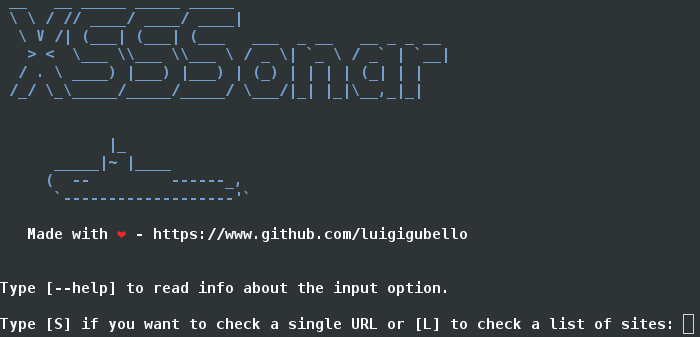 XSSSonar
Made with ❤ - https://www.github.com/luigigubello
Type [--help] to read info about the input option.
Type [S] if you want to check a single URL or [L] to check a list of sites: